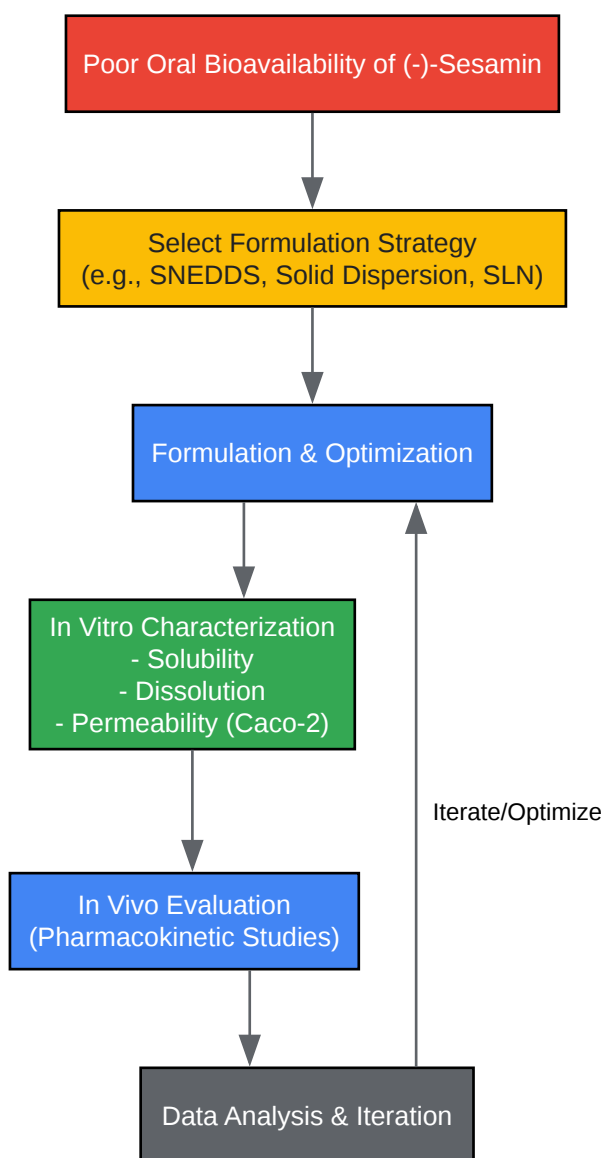 Poor Oral Bioavailability of (-)-Sesamin
Select Formulation Strategy
(e.g., SNEDDS, Solid Dispersion, SLN)
Formulation & Optimization
In Vitro Characterization
- Solubility
- Dissolution
- Permeability (Caco-2)
Iterate/Optimize
In Vivo Evaluation
(Pharmacokinetic Studies)
Data Analysis & Iteration